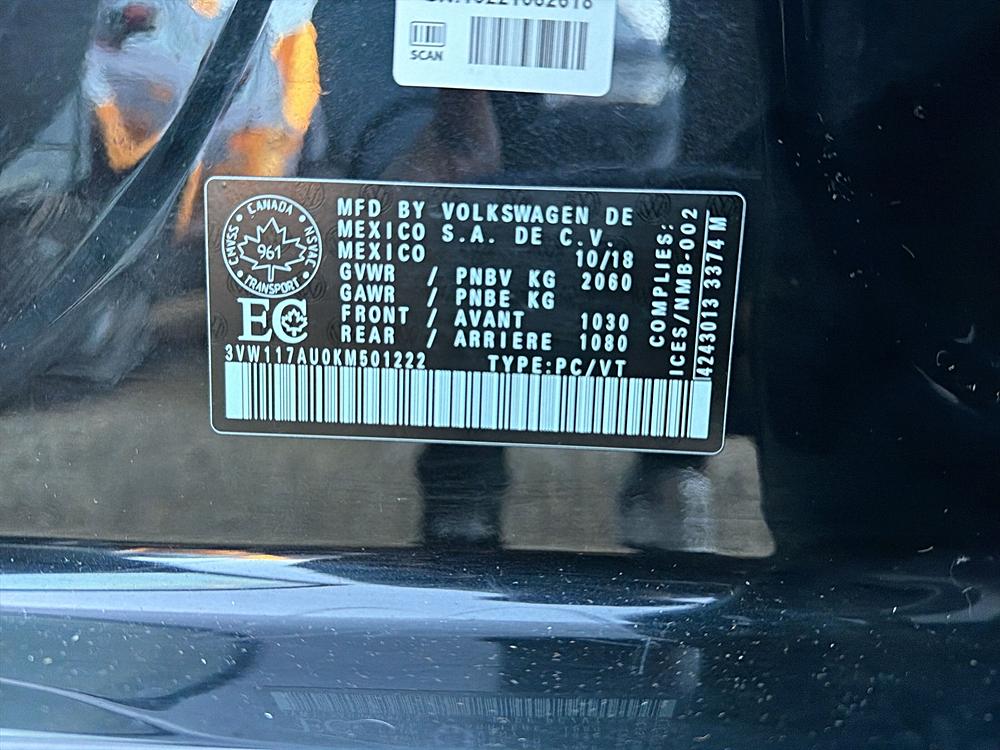 SCAN
CANADA
CMVSS • NSVAC
961
TRANSPORT
EC
MFD BY VOLKSWAGEN DE
MEXICO S.A. DE C.V.
MEXICO 10/18
GVWR / PNBV KG 2060
GAWR / PNBE KG
FRONT / AVANT 1030
REAR / ARRIERE 1080
3VW117AU0KM501222 TYPE:PC/VT
COMPLIES:
ICES/NMB-002
4243013 3374 M